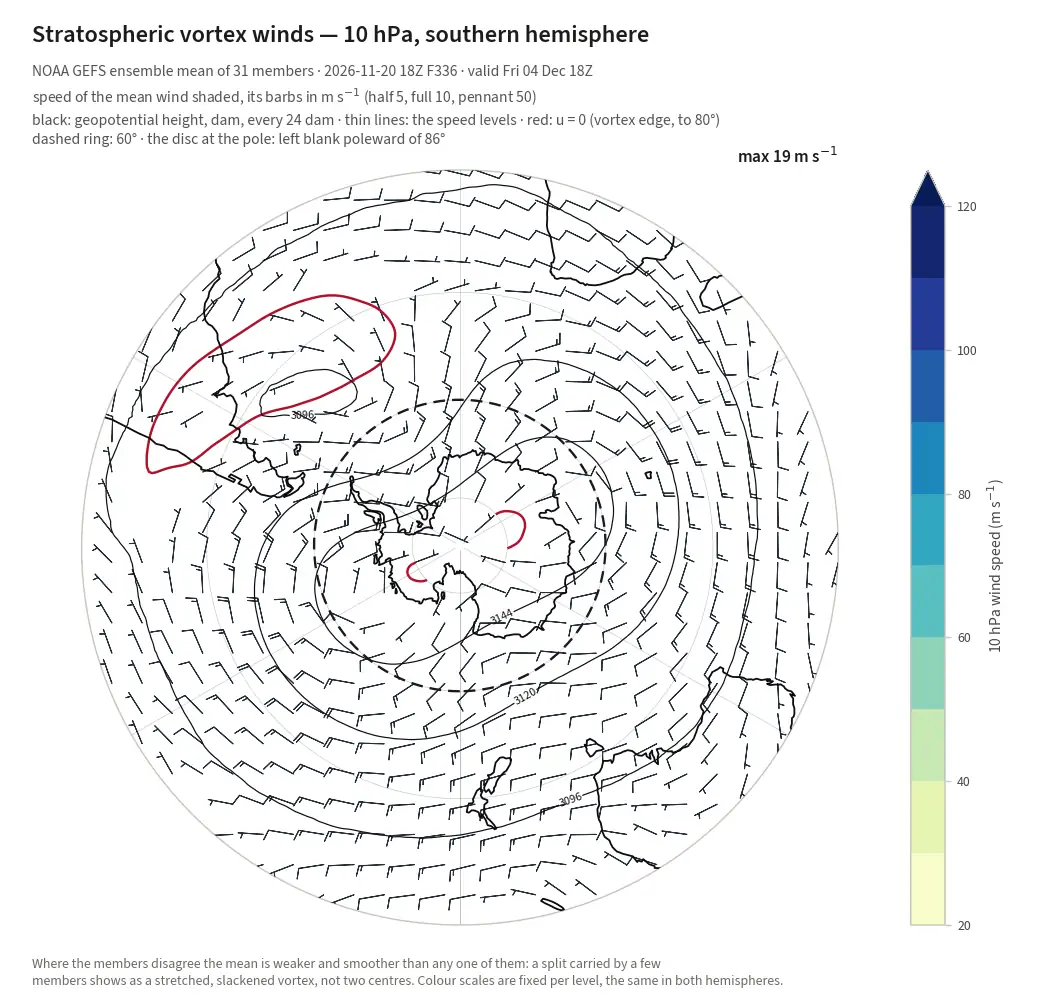 Stratospheric vortex winds — 10 hPa, southern hemisphere
NOAA GEFS ensemble mean of 31 members · 2026-11-20 18Z F336 · valid Fri 04 Dec 18Z
speed of the mean wind shaded, its barbs in m s⁻¹ (half 5, full 10, pennant 50)
black: geopotential height, dam, every 24 dam · thin lines: the speed levels · red: u = 0 (vortex edge, to 80°)
dashed ring: 60° · the disc at the pole: left blank poleward of 86°
max 19 m s⁻¹
120
100
80
60
40
20
10 hPa wind speed (m s⁻¹)
3096
3144
3120
3096
Where the members disagree the mean is weaker and smoother than any one of them: a split carried by a few
members shows as a stretched, slackened vortex, not two centres. Colour scales are fixed per level, the same in both hemispheres.